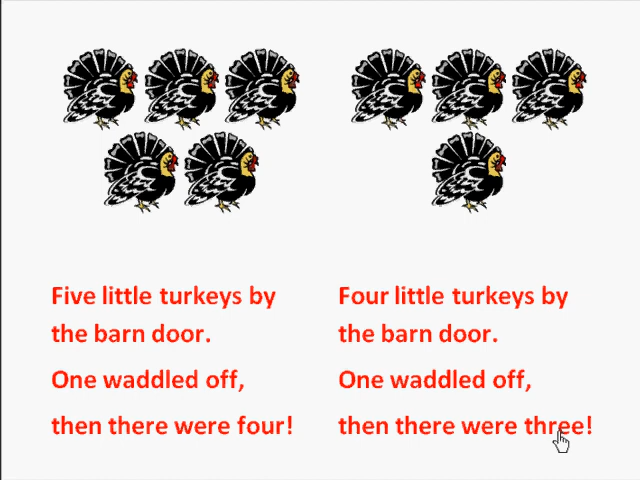 Five little turkeys by
the barn door.
One waddled off,
then there were four!
Four little turkeys by
the barn door.
One waddled off,
then there were three!